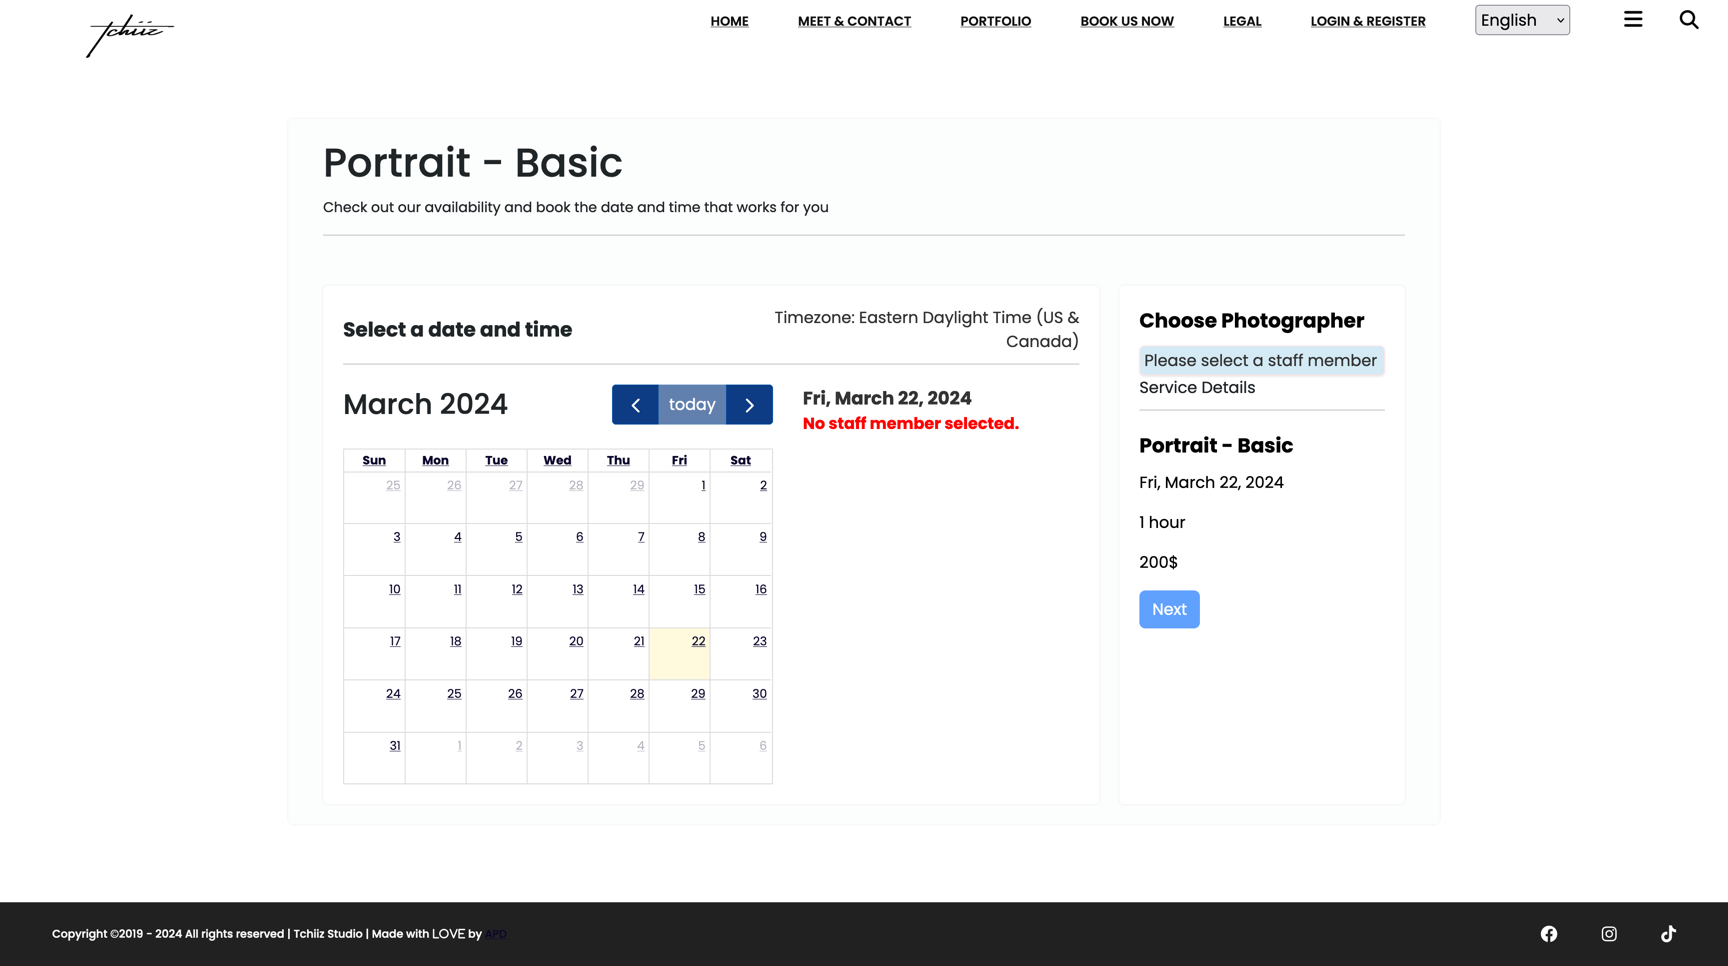 Tchiiz
HOME MEET & CONTACT PORTFOLIO BOOK US NOW LEGAL LOGIN & REGISTER English
Portrait - Basic
Check out our availability and book the date and time that works for you
Select a date and time
Timezone: Eastern Daylight Time (US &
Canada)
March 2024
today
Sun Mon Tue Wed Thu Fri Sat
25 26 27 28 29 1 2
3 4 5 6 7 8 9
10 11 12 13 14 15 16
17 18 19 20 21 22 23
24 25 26 27 28 29 30
31 1 2 3 4 5 6
Fri, March 22, 2024
No staff member selected.
Choose Photographer
Please select a staff member
Service Details
Portrait - Basic
Fri, March 22, 2024
1 hour
200$
Next
Copyright ©2019 - 2024 All rights reserved | Tchiiz Studio | Made with LOVE by APD